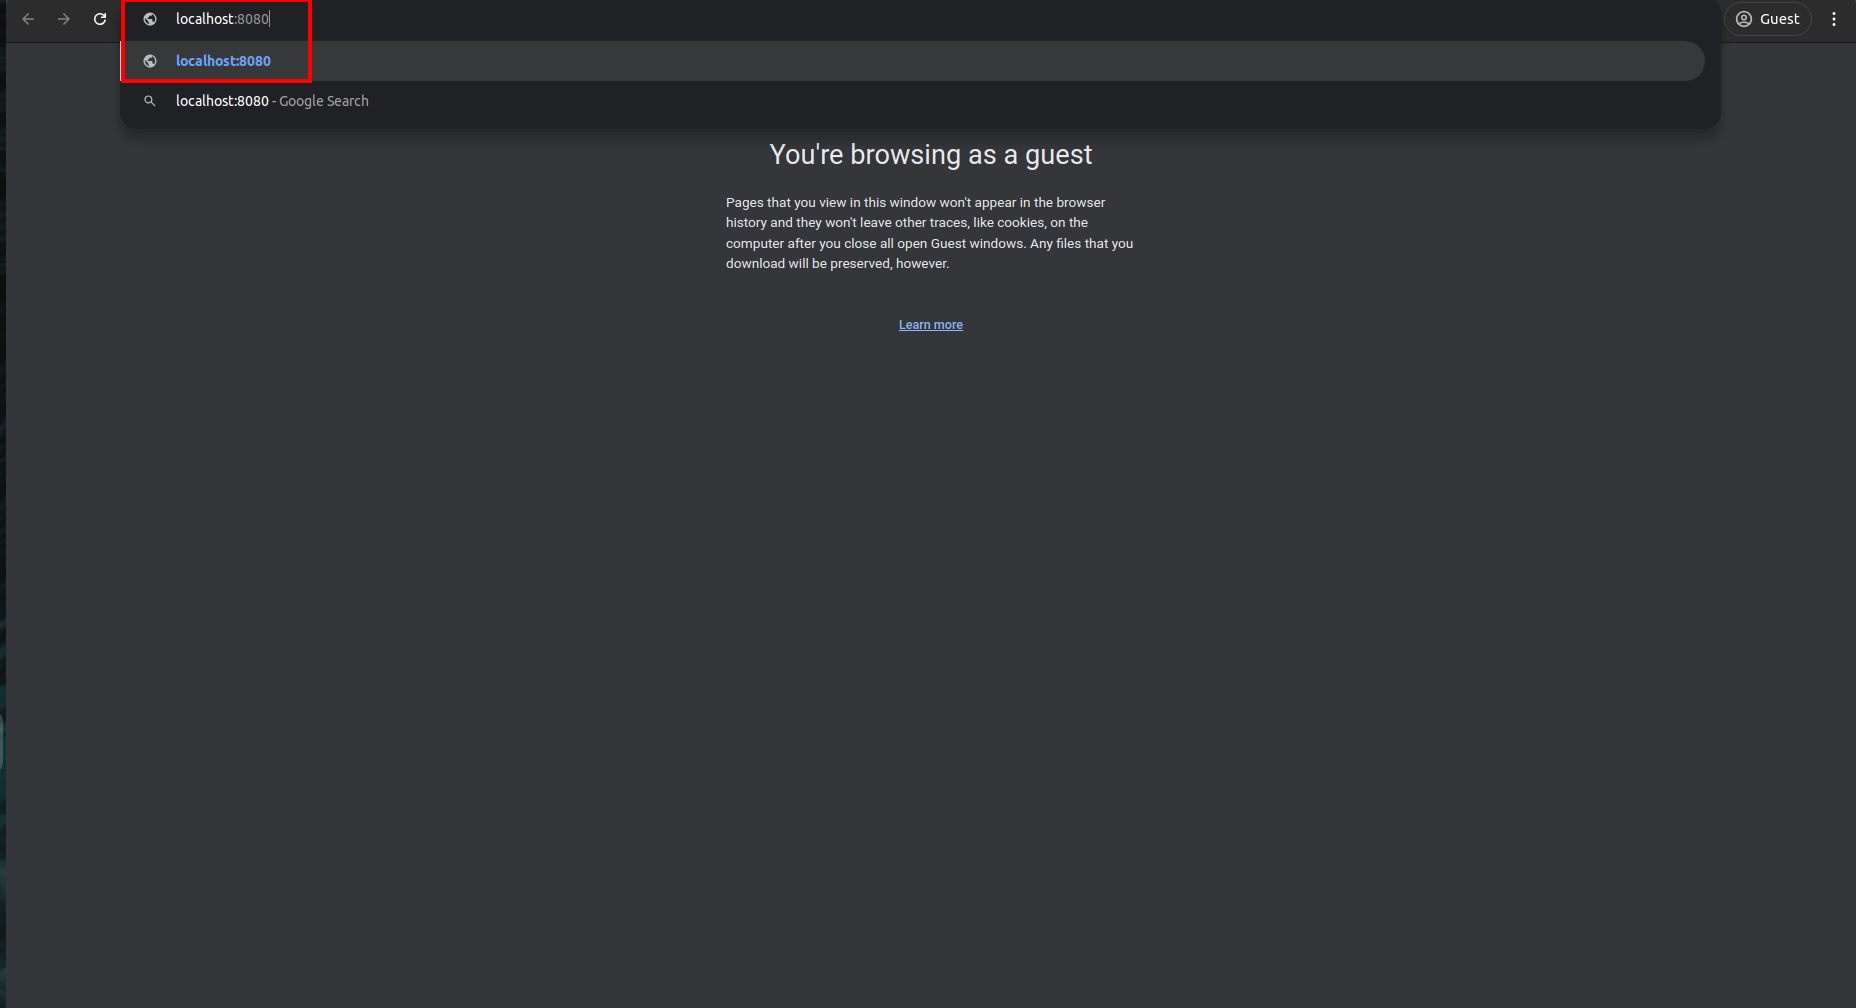 localhost:8080
Guest
localhost:8080
localhost:8080 - Google Search
You're browsing as a guest
Pages that you view in this window won't appear in the browser
history and they won't leave other traces, like cookies, on the
computer after you close all open Guest windows. Any files that you
download will be preserved, however.
Learn more